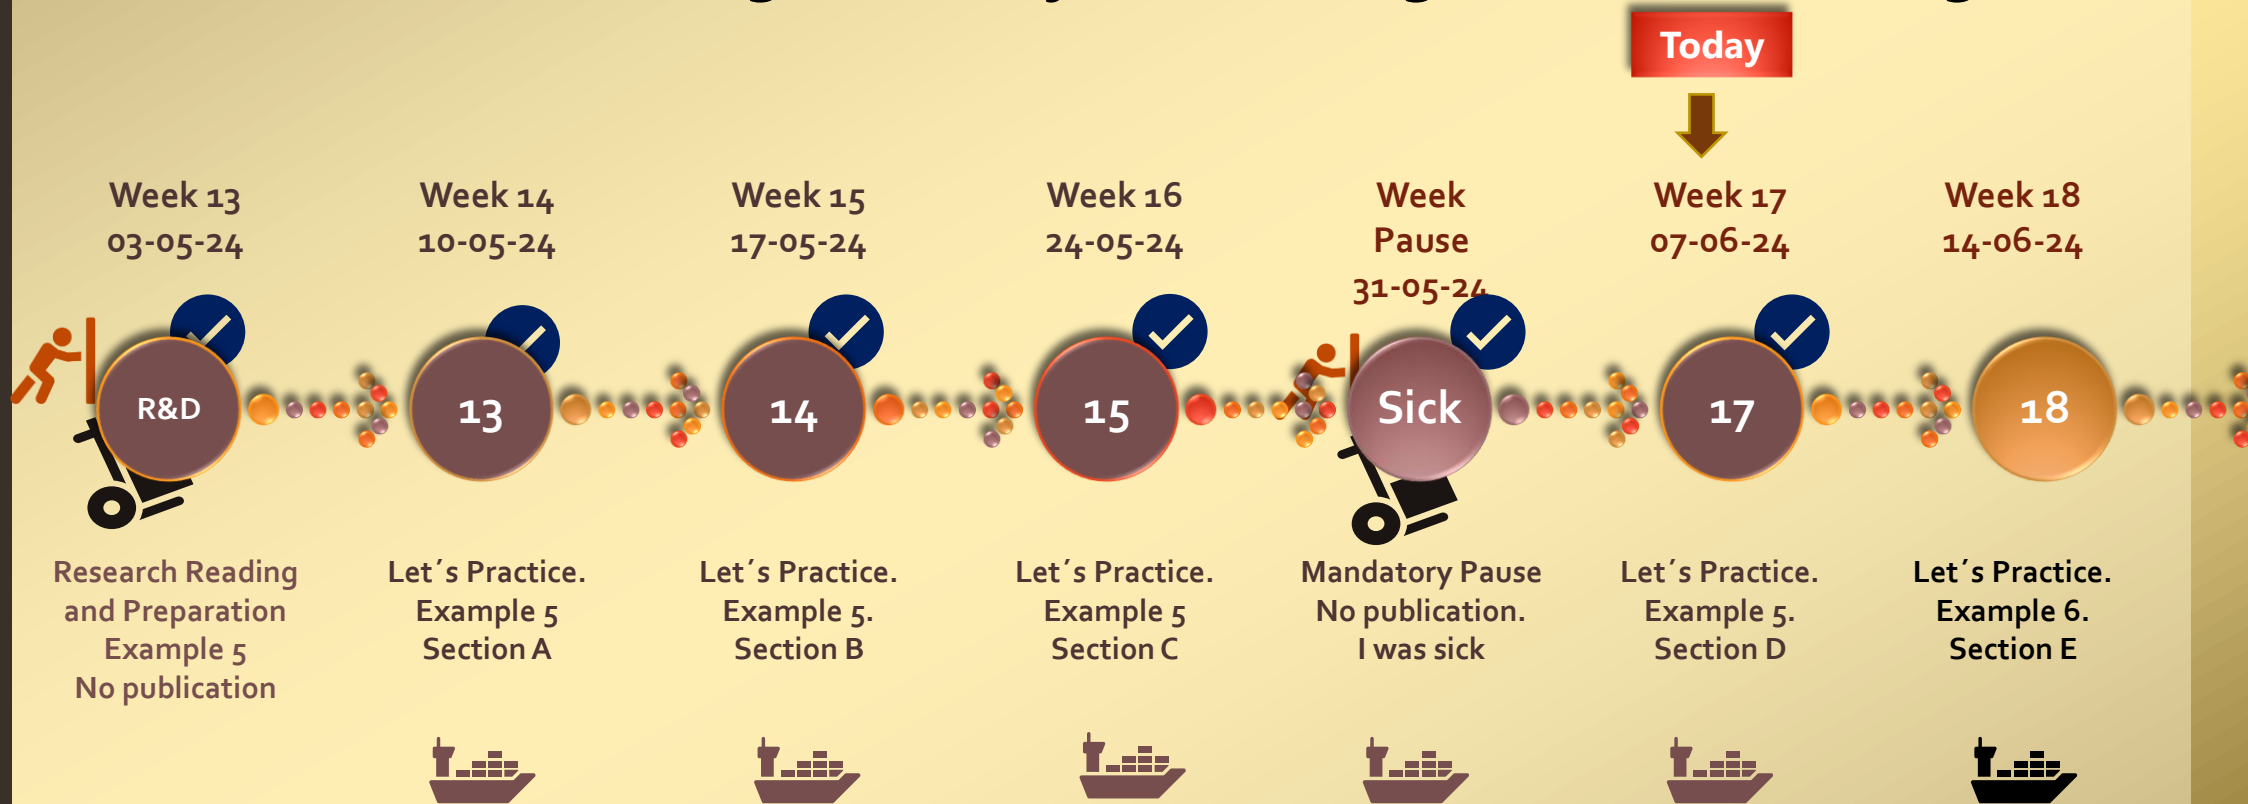 Today
Week 13
03-05-24
Week 14
10-05-24
Week 15
17-05-24
Week 16
24-05-24
Week
Pause
31-05-24
Week 17
07-06-24
Week 18
14-06-24
R&D
13
14
15
Sick
17
18
Research Reading
and Preparation
Example 5
No publication
Let´s Practice.
Example 5
Section A
Let´s Practice.
Example 5.
Section B
Let´s Practice.
Example 5
Section C
Mandatory Pause
No publication.
I was sick
Let´s Practice.
Example 5.
Section D
Let´s Practice.
Example 6.
Section E